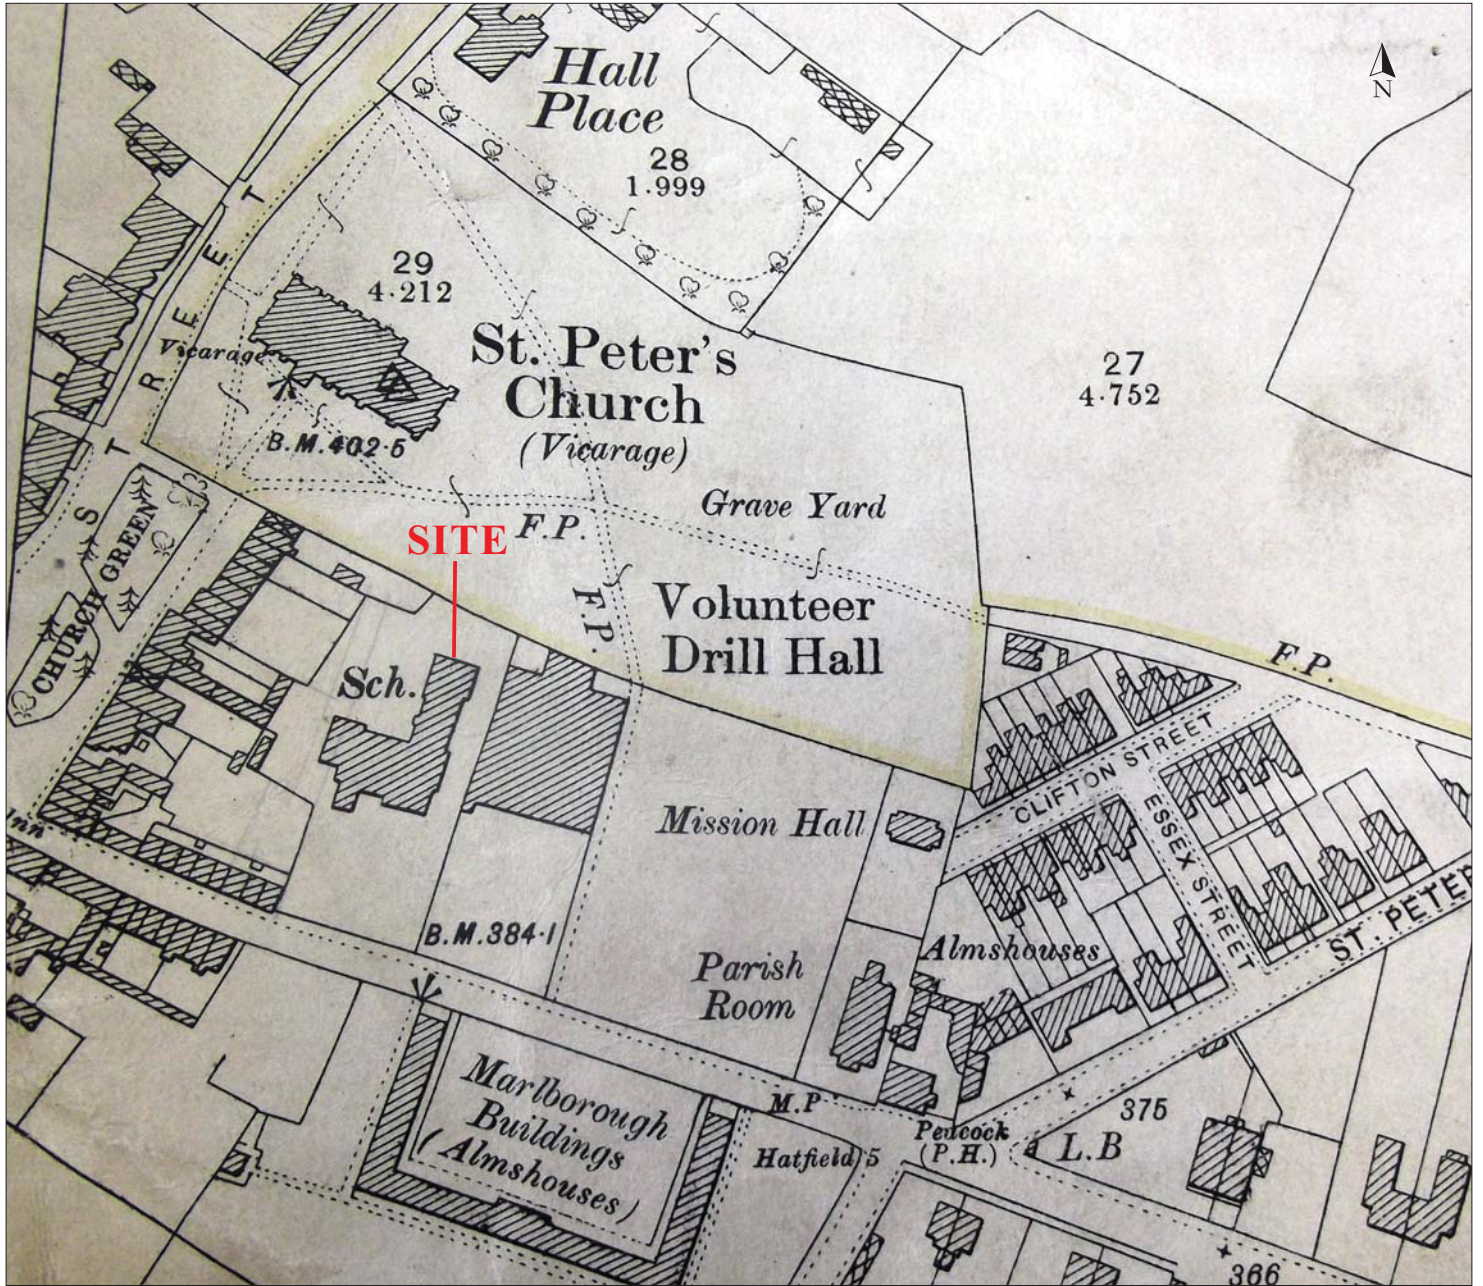 Hall
Place
N
28
1.999
29
4.212
STREET
St. Peter's
Church
(Vicarage)
Vicarage
27
4.752
B.M.402.5
Grave Yard
F.P.
SITE
CHURCH GREEN
F.P.
Volunteer
Drill Hall
F.P.
Sch.
CLIFTON STREET
ESSEX STREET
Mission Hall
Inn
B.M.384.1
Almshouses
ST. PETER
Parish
Room
Marlborough
Buildings
(Almshouses)
M.P
Hatfield 5
Peacock
(P.H.)
L.B
375
366